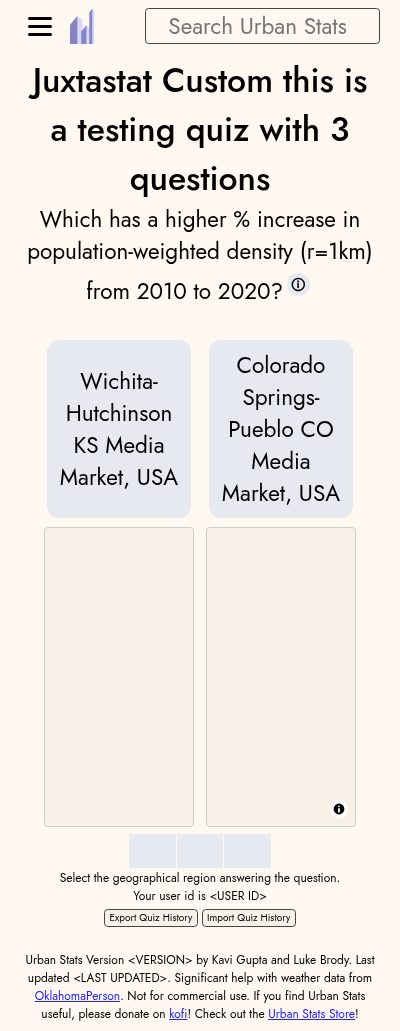 Search Urban Stats
Juxtastat Custom this is
a testing quiz with 3
questions
Which has a higher % increase in
population-weighted density (r=1km)
from 2010 to 2020?
Wichita-
Hutchinson
KS Media
Market, USA
Colorado
Springs-
Pueblo CO
Media
Market, USA
Select the geographical region answering the question.
Your user id is <USER ID>
Export Quiz History Import Quiz History
Urban Stats Version <VERSION> by Kavi Gupta and Luke Brody. Last
updated <LAST UPDATED>. Significant help with weather data from
OklahomaPerson. Not for commercial use. If you find Urban Stats
useful, please donate on kofi! Check out the Urban Stats Store!